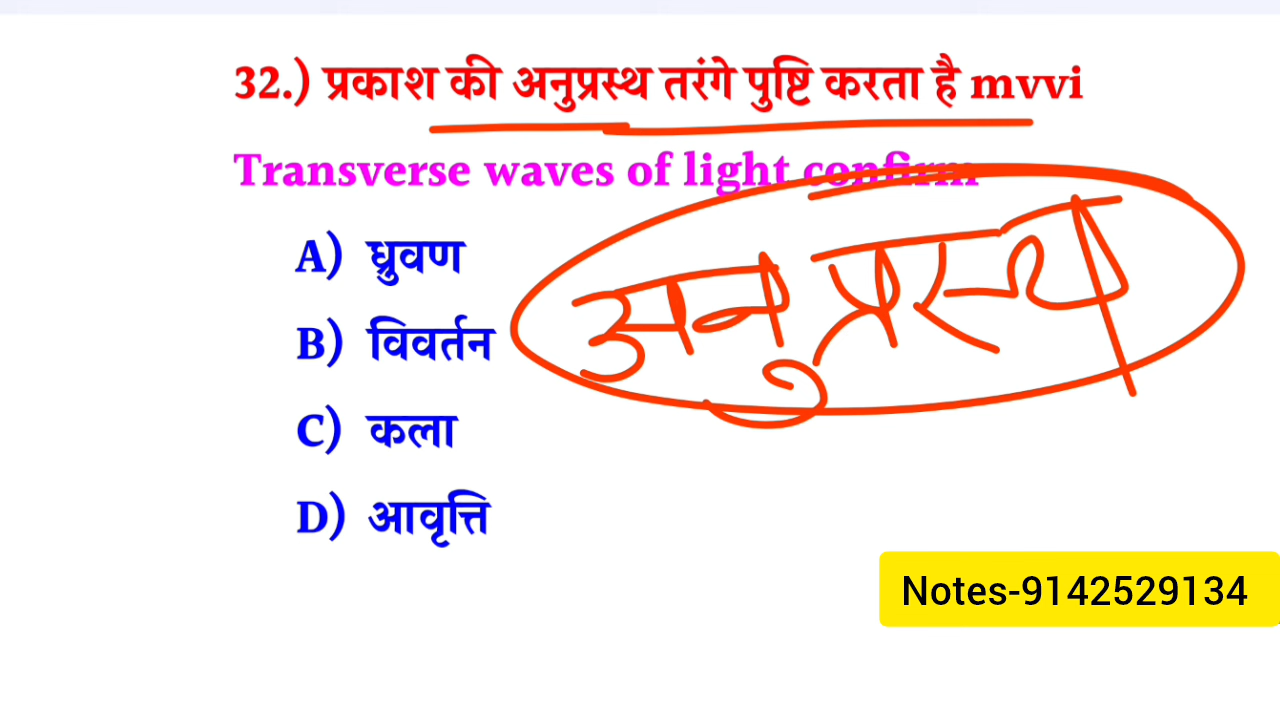 32.) प्रकाश की अनुप्रस्थ तरंगे पुष्टि करता है mvvi
Transverse waves of light confirm
A) ध्रुवण
अनुप्रस्थ
B) विवर्तन
C) कला
D) आवृत्ति
Notes-9142529134